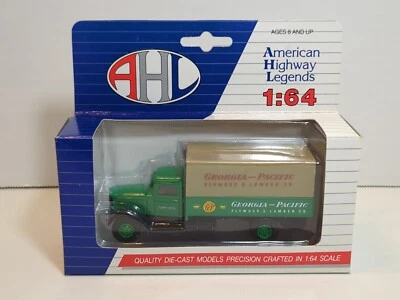 AGES 8 AND UP
AHL
American
Highway
Legends
1:64
GEORGIA-PACIFIC
PLYWOOD & LUMBER CO
GEORGIA-PACIFIC
PLYWOOD & LUMBER CO
GP
QUALITY DIE-CAST MODELS PRECISION CRAFTED IN 1:64 SCALE